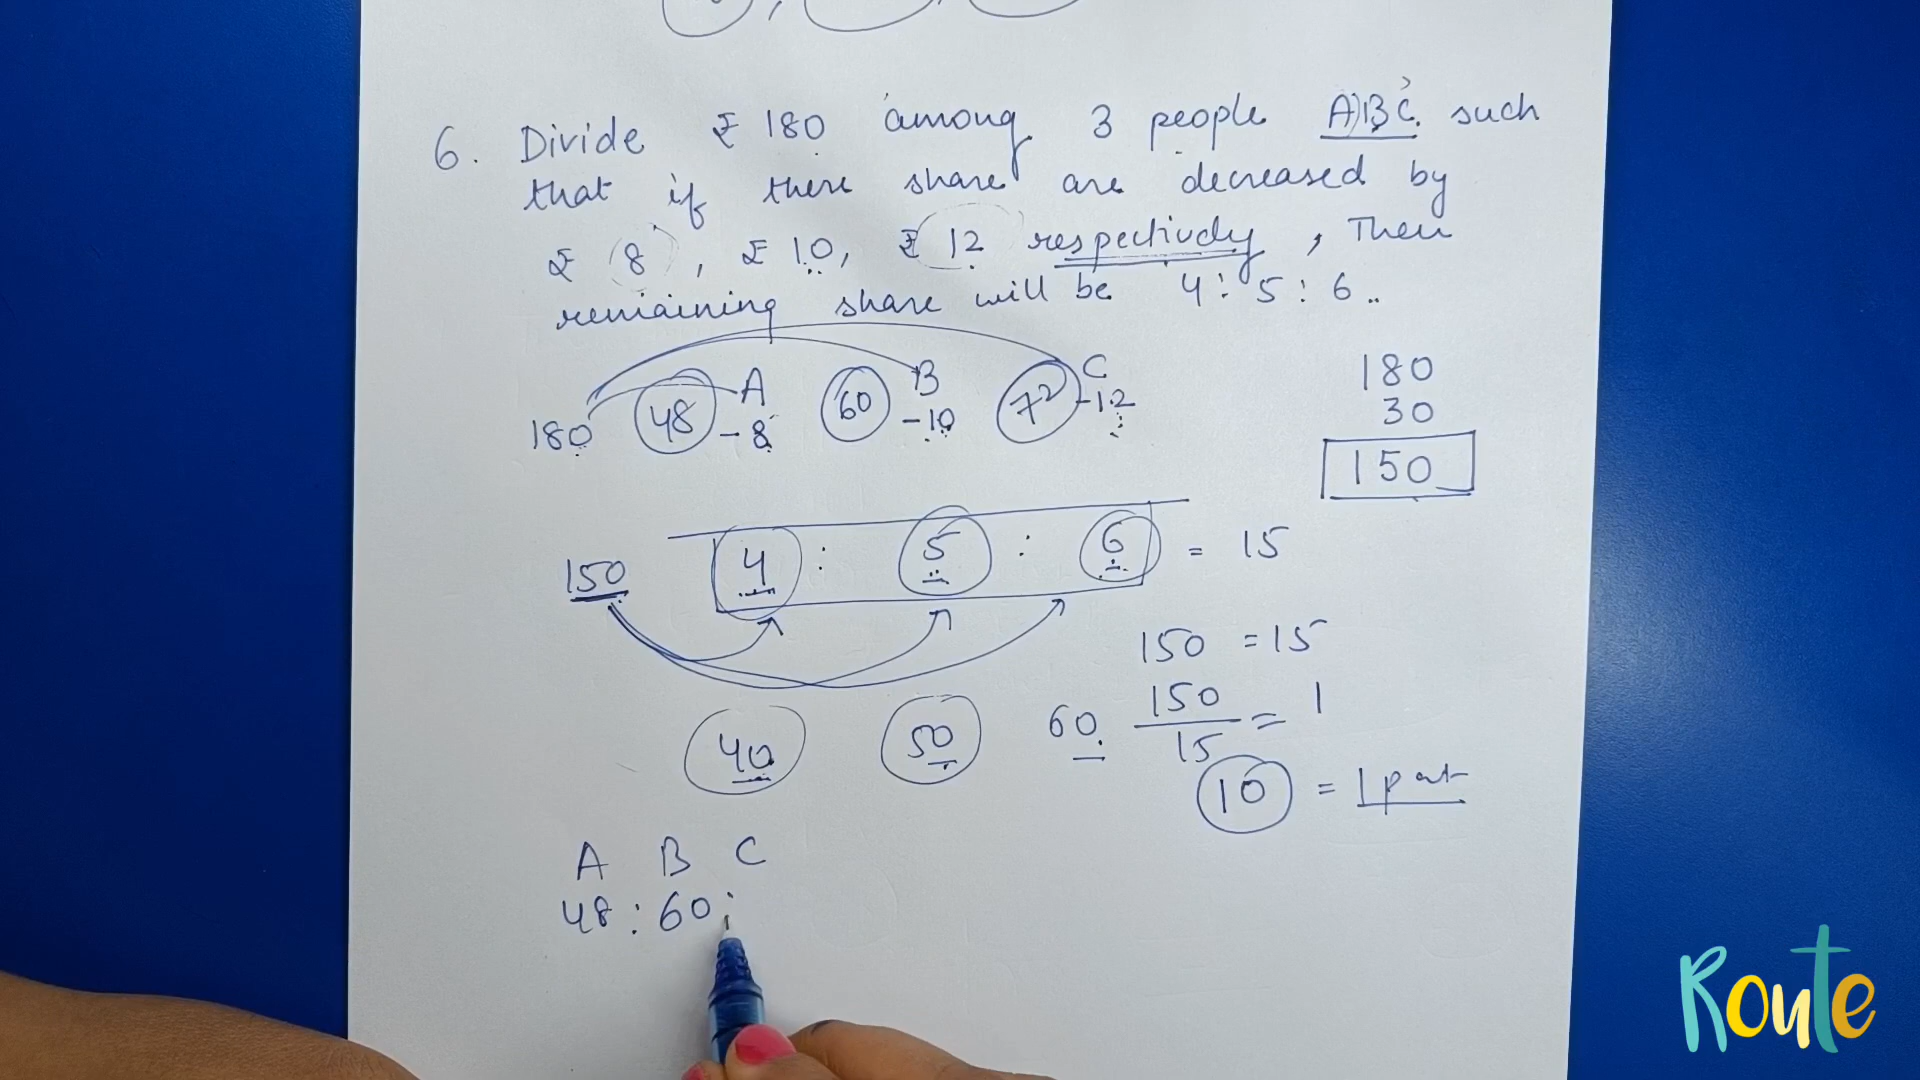 6. Divide ₹ 180 among 3 people A,B,C. such
that if there share are decreased by
₹ 8, ₹ 10, ₹ 12 respectively, Then
remaining share will be 4:5:6..
A B C
180 48 -8 60 -10 72 -12
180
30
150
150 4 : 5 : 6 = 15
150 = 15
40 50 60 150/15 = 1
10 = 1 part
A B C
48 : 60 :
Route